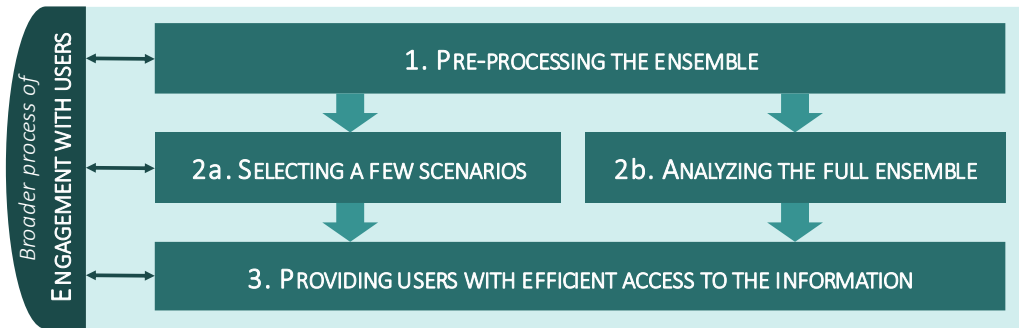 Broader process of
ENGAGEMENT WITH USERS
1. PRE-PROCESSING THE ENSEMBLE
2a. SELECTING A FEW SCENARIOS
2b. ANALYZING THE FULL ENSEMBLE
3. PROVIDING USERS WITH EFFICIENT ACCESS TO THE INFORMATION